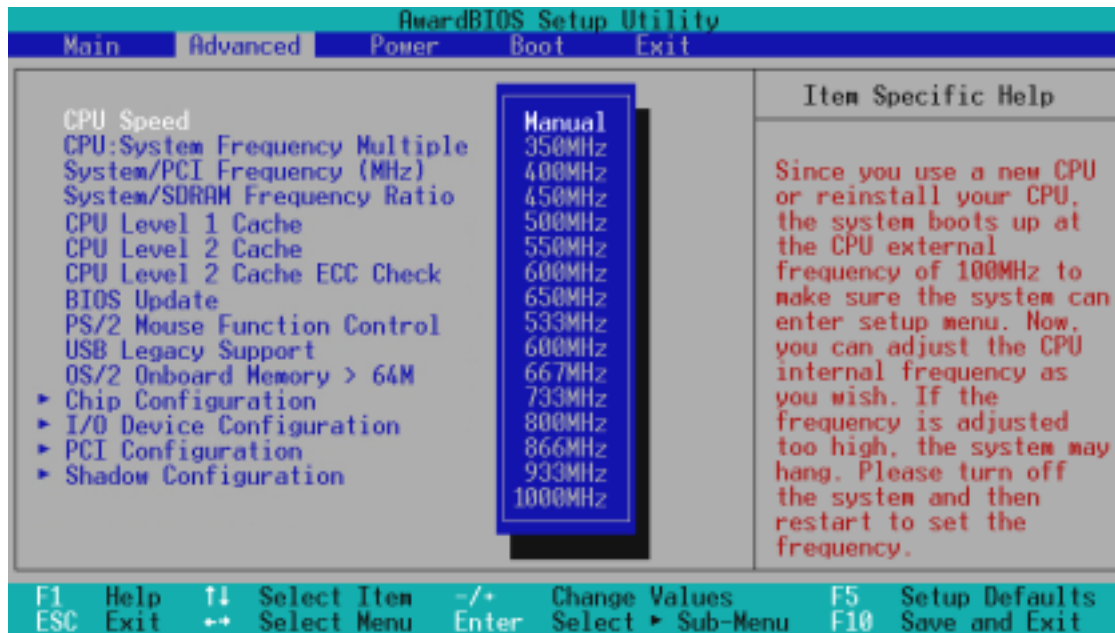 AwardBIOS Setup Utility
Main Advanced Power Boot Exit
CPU Speed
CPU:System Frequency Multiple
System/PCI Frequency (MHz)
System/SDRAM Frequency Ratio
CPU Level 1 Cache
CPU Level 2 Cache
CPU Level 2 Cache ECC Check
BIOS Update
PS/2 Mouse Function Control
USB Legacy Support
OS/2 Onboard Memory > 64M
► Chip Configuration
► I/O Device Configuration
► PCI Configuration
► Shadow Configuration
Manual
350MHz
400MHz
450MHz
500MHz
550MHz
600MHz
650MHz
533MHz
600MHz
667MHz
733MHz
800MHz
866MHz
933MHz
1000MHz
Item Specific Help
Since you use a new CPU
or reinstall your CPU,
the system boots up at
the CPU external
frequency of 100MHz to
make sure the system can
enter setup menu. Now,
you can adjust the CPU
internal frequency as
you wish. If the
frequency is adjusted
too high, the system may
hang. Please turn off
the system and then
restart to set the
frequency.
F1 Help ↑↓ Select Item -/+ Change Values F5 Setup Defaults
ESC Exit ←→ Select Menu Enter Select ► Sub-Menu F10 Save and Exit